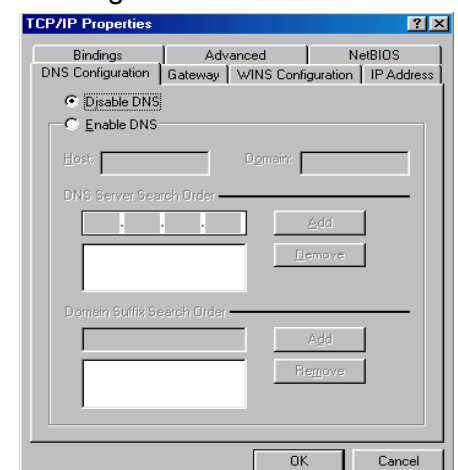 TCP/IP Properties
Bindings Advanced NetBIOS
DNS Configuration Gateway WINS Configuration IP Address
Disable DNS
Enable DNS
Host: Domain:
DNS Server Search Order
Add
Remove
Domain Suffix Search Order
Add
Remove
OK Cancel